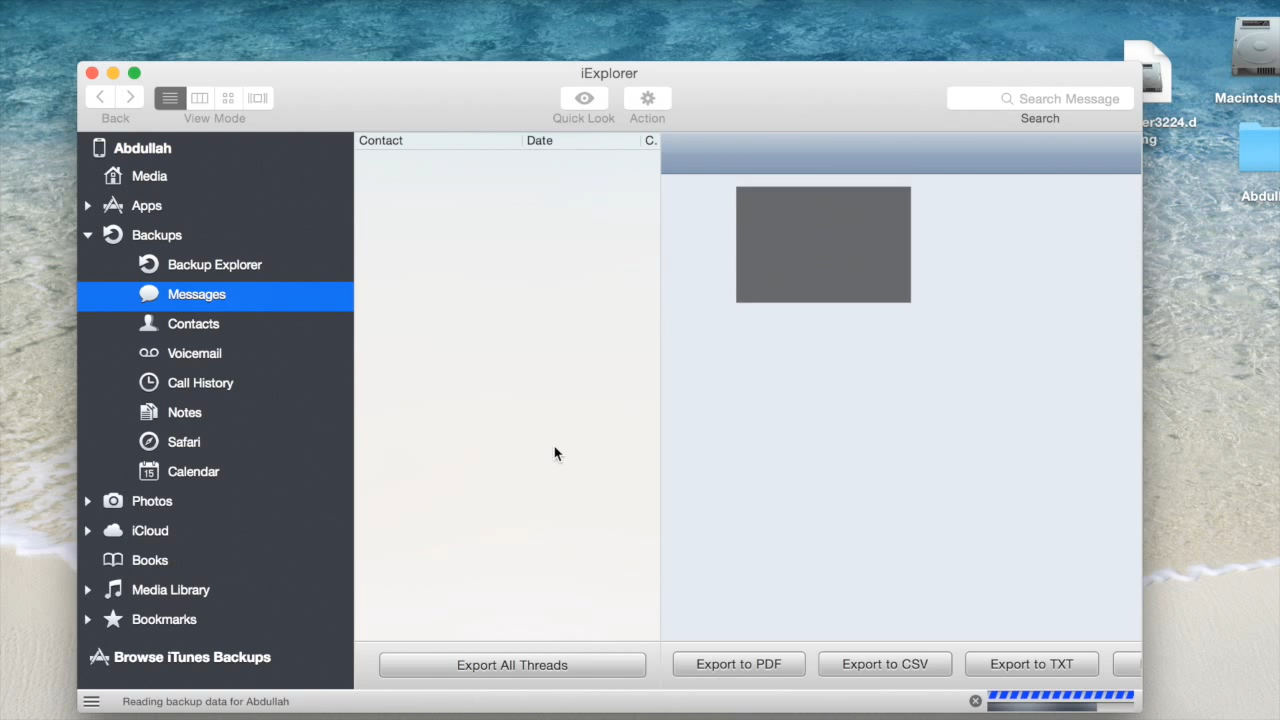 iExplorer
Back
View Mode
Quick Look
Action
Search Message
Search
Macintosh
er3224.d
ng
Abdull
Abdullah
Media
Apps
Backups
Backup Explorer
Messages
Contacts
Voicemail
Call History
Notes
Safari
15
Calendar
Photos
iCloud
Books
Media Library
Bookmarks
Browse iTunes Backups
Contact
Date
C.
Export All Threads
Export to PDF
Export to CSV
Export to TXT
Reading backup data for Abdullah